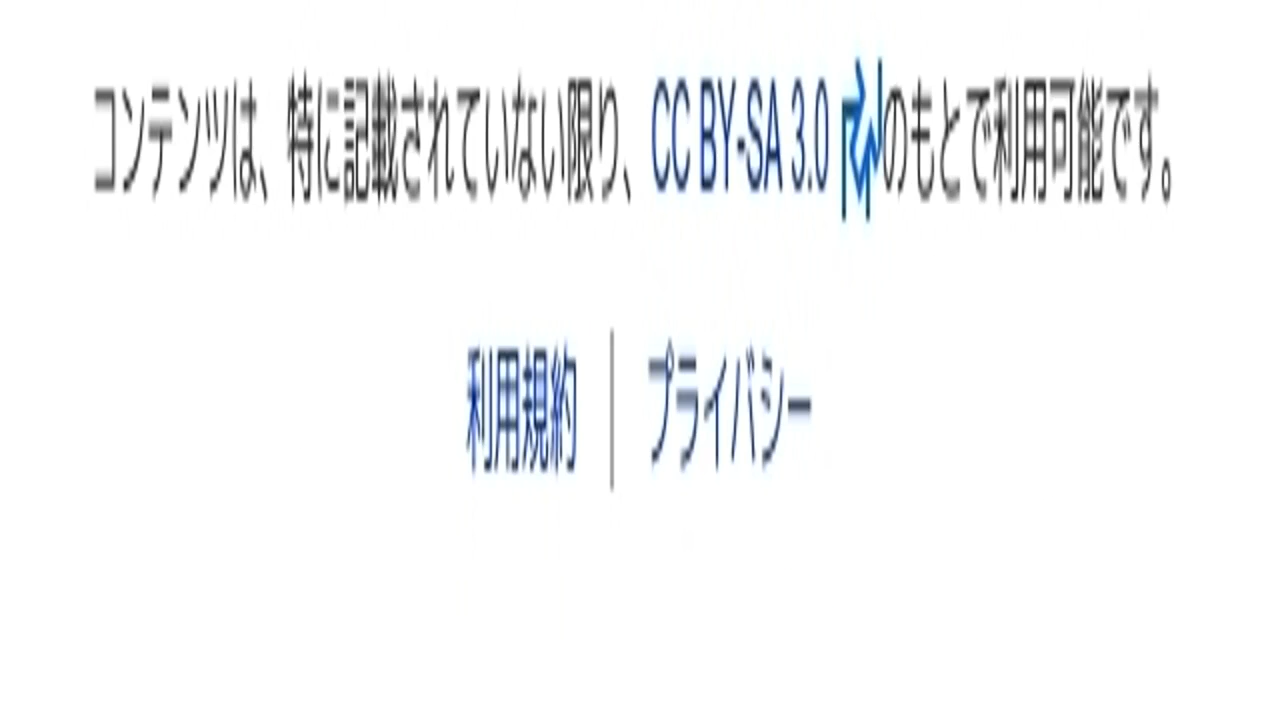 コンテンツは、特に記載されていない限り、CC BY-SA 3.0 のもとで利用可能です。
利用規約 | プライバシー